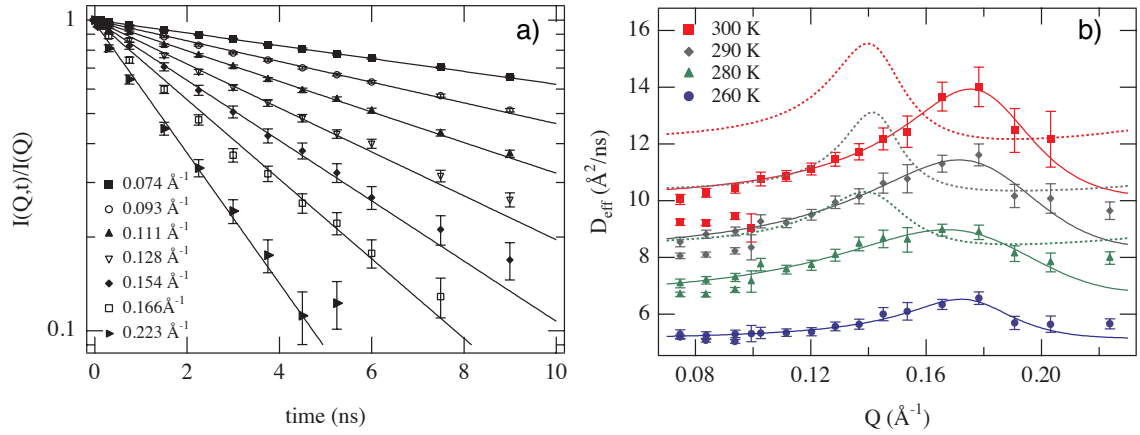 a)
I(Q,t)/I(Q)
1
0.1
0.074 Å⁻¹
0.093 Å⁻¹
0.111 Å⁻¹
0.128 Å⁻¹
0.154 Å⁻¹
0.166Å⁻¹
0.223 Å⁻¹
0 2 4 6 8 10
time (ns)
b)
300 K
290 K
280 K
260 K
D_eff (Å²/ns)
16
14
12
10
8
6
0.08 0.12 0.16 0.20
Q (Å⁻¹)